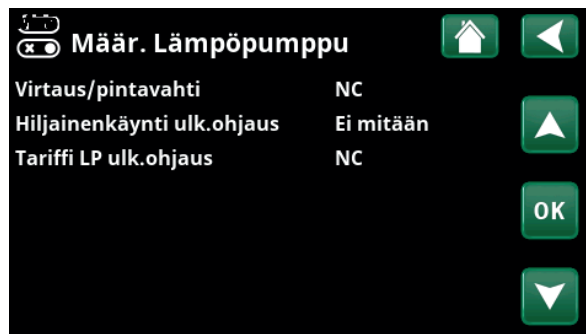 Määr. Lämpöpumppu
Virtaus/pintavahti NC
Hiljainenkäynti ulk.ohjaus Ei mitään
Tariffi LP ulk.ohjaus NC
OK